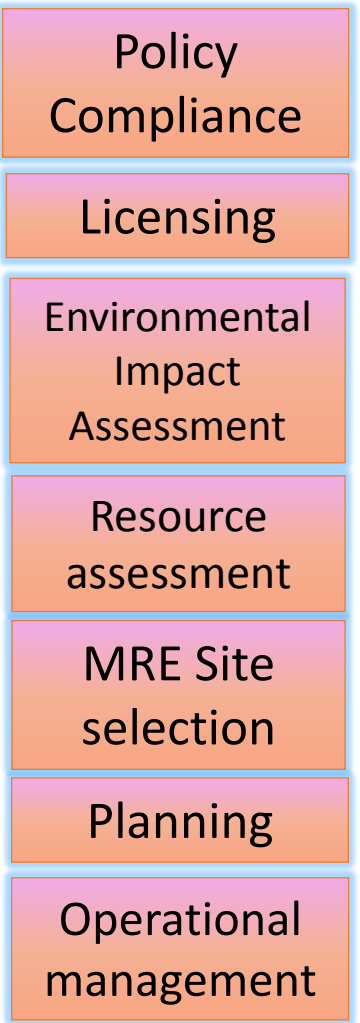 Policy
Compliance
Licensing
Environmental
Impact
Assessment
Resource
assessment
MRE Site
selection
Planning
Operational
management